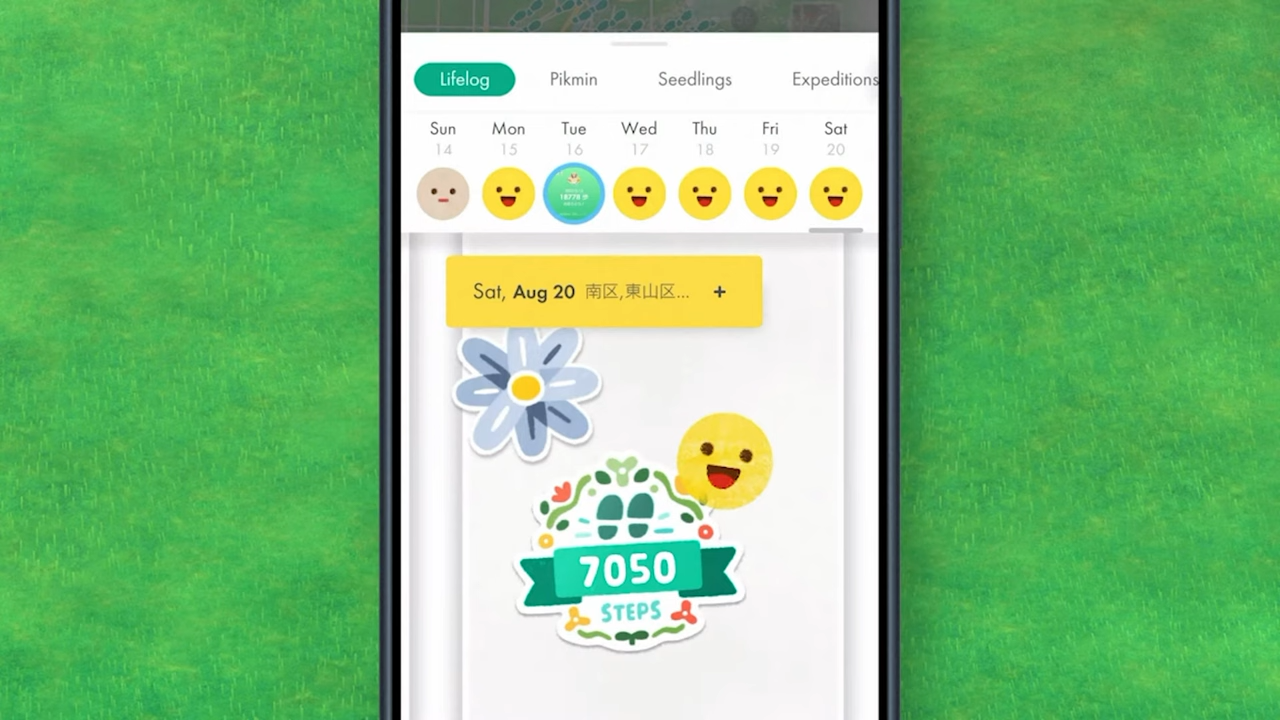 Lifelog Pikmin Seedlings Expeditions
Sun Mon Tue Wed Thu Fri Sat
14 15 16 17 18 19 20
Sat, Aug 20 南区,東山区... +
7050
STEPS